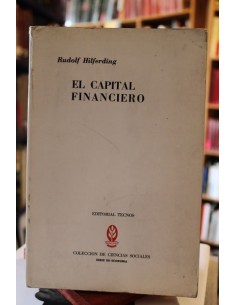 Rudolf Hilferding
EL CAPITAL
FINANCIERO
EDITORIAL TECNOS
COLECCION DE CIENCIAS SOCIALES
SERIE DE ECONOMIA